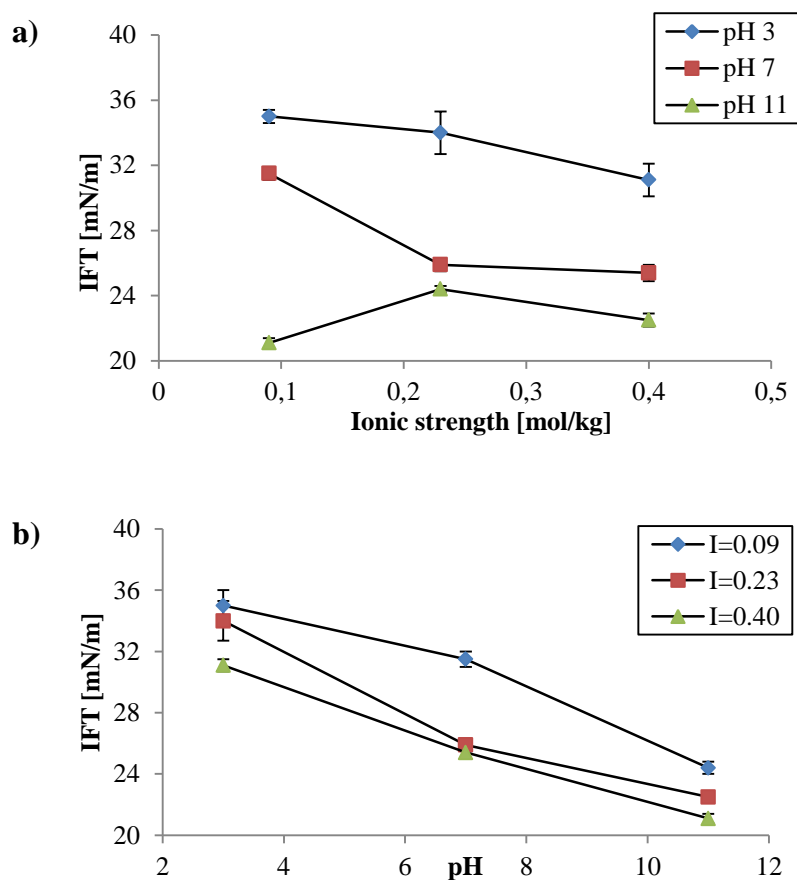 a)
40
36
32
28
24
20
IFT [mN/m]
0
0,1
0,2
0,3
0,4
0,5
Ionic strength [mol/kg]
pH 3
pH 7
pH 11
b)
40
36
32
28
24
20
IFT [mN/m]
2
4
6
8
10
12
pH
I=0.09
I=0.23
I=0.40